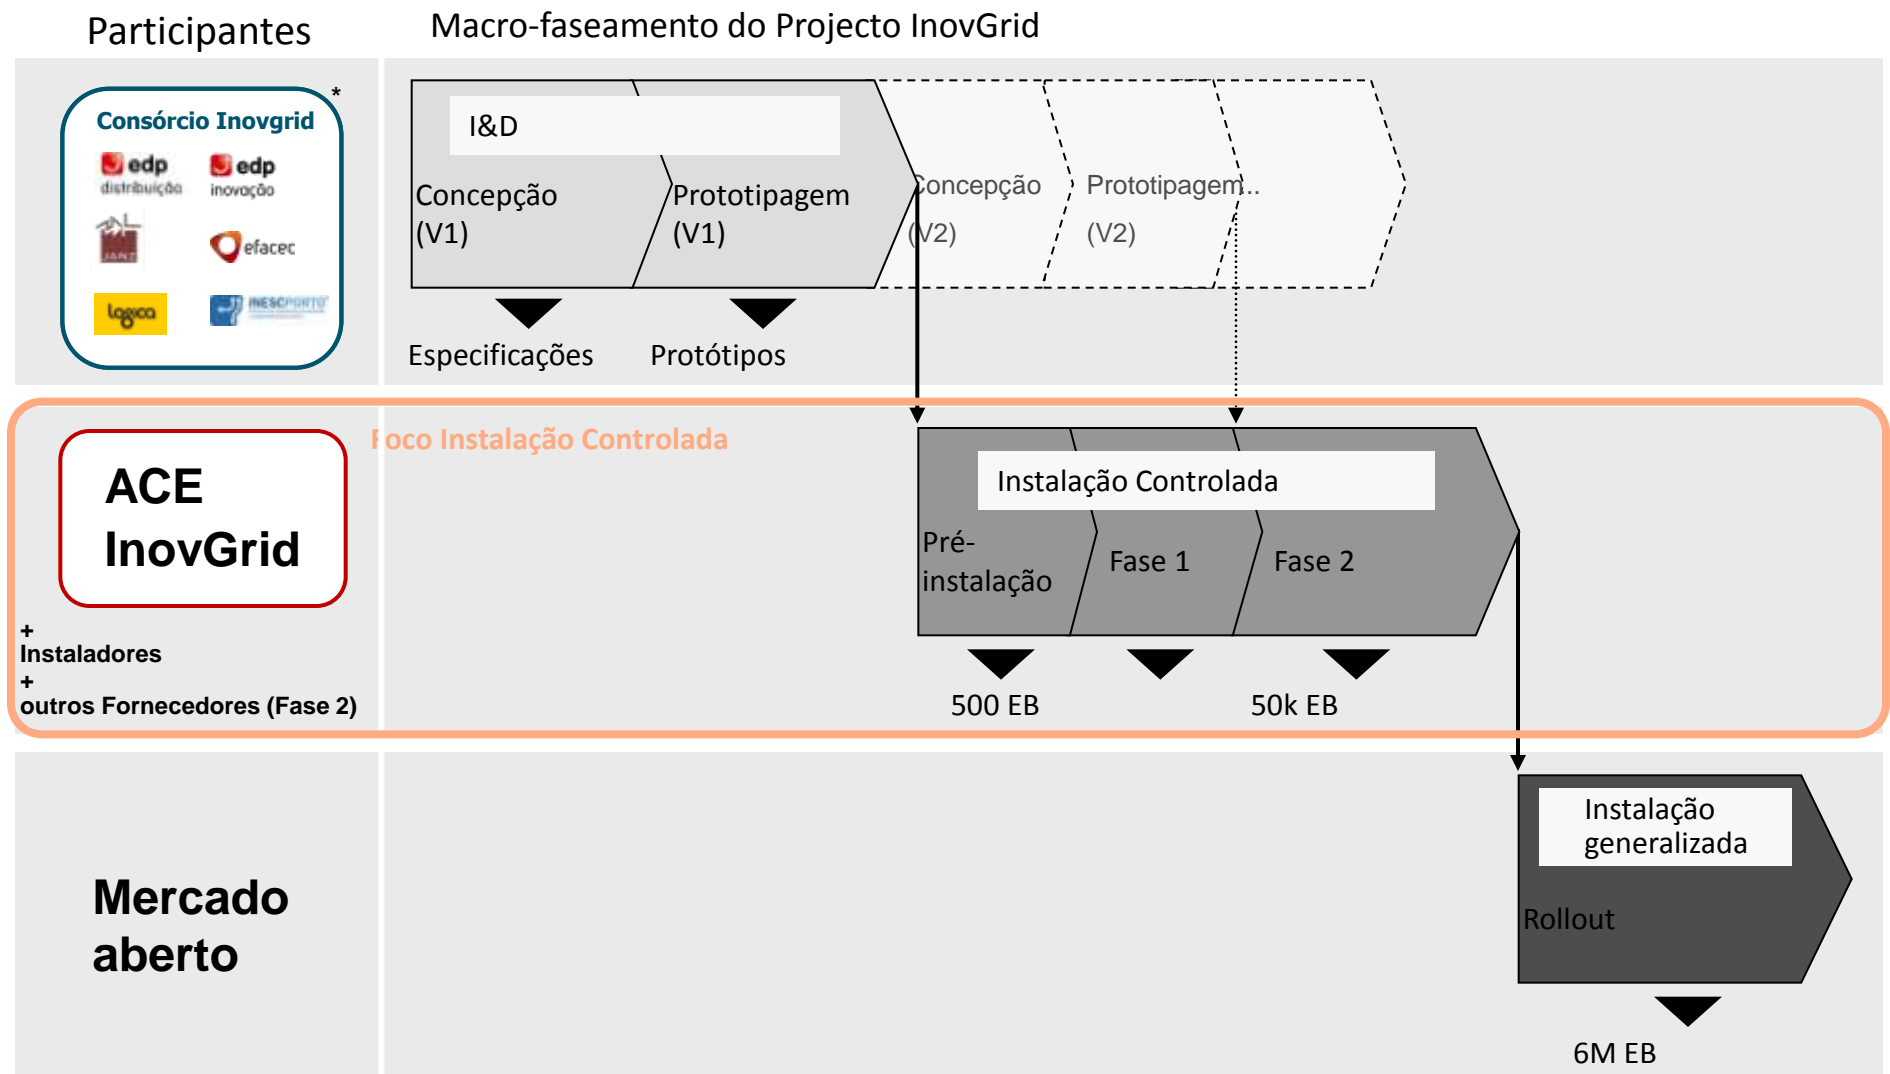 Participantes
Macro-faseamento do Projecto InovGrid
*
Consórcio Inovgrid
edp
distribuição
edp
inovação
JANZ
efacec
logica
INESCPORTO
I&D
Concepção
(V1)
Prototipagem
(V1)
Concepção
(V2)
Prototipagem..
(V2)
Especificações
Protótipos
Foco Instalação Controlada
ACE
InovGrid
+
Instaladores
+
outros Fornecedores (Fase 2)
Instalação Controlada
Pré-
instalação
Fase 1
Fase 2
500 EB
50k EB
Mercado
aberto
Instalação
generalizada
Rollout
6M EB